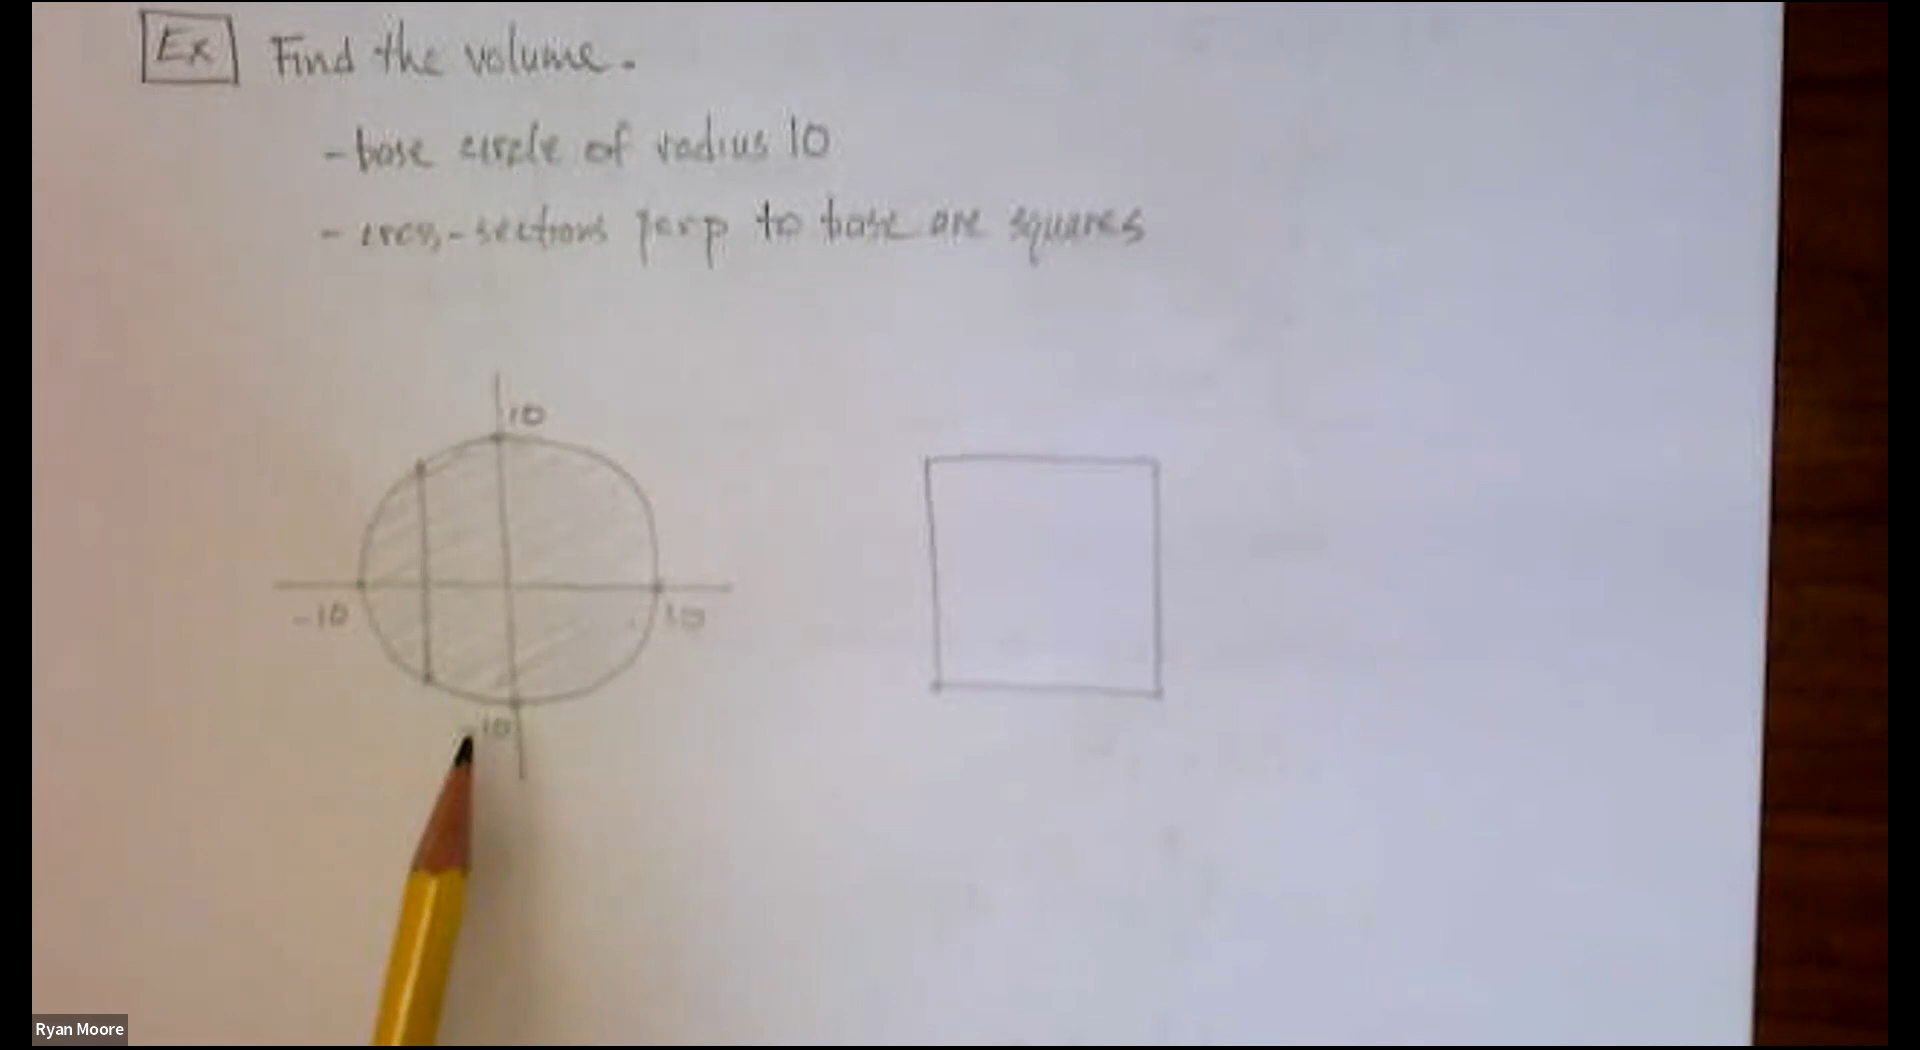 Ex Find the volume.
- base circle of radius 10
- cross-sections perp to base are squares
10
-10
10
-10
Ryan Moore